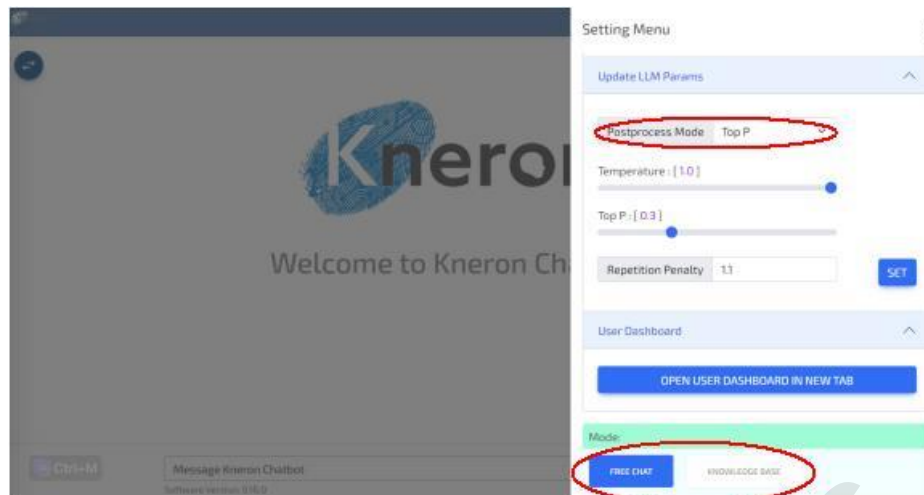 Setting Menu
Update LLM Params
Postprocess Mode Top P
Temperature : [ 1.0 ]
Top P : [ 0.3 ]
Repetition Penalty 1.1
SET
User Dashboard
OPEN USER DASHBOARD IN NEW TAB
Mode:
FREE CHAT KNOWLEDGE BASE
Kneron
Welcome to Kneron Ch
Ctrl+M
Message Kneron Chatbot